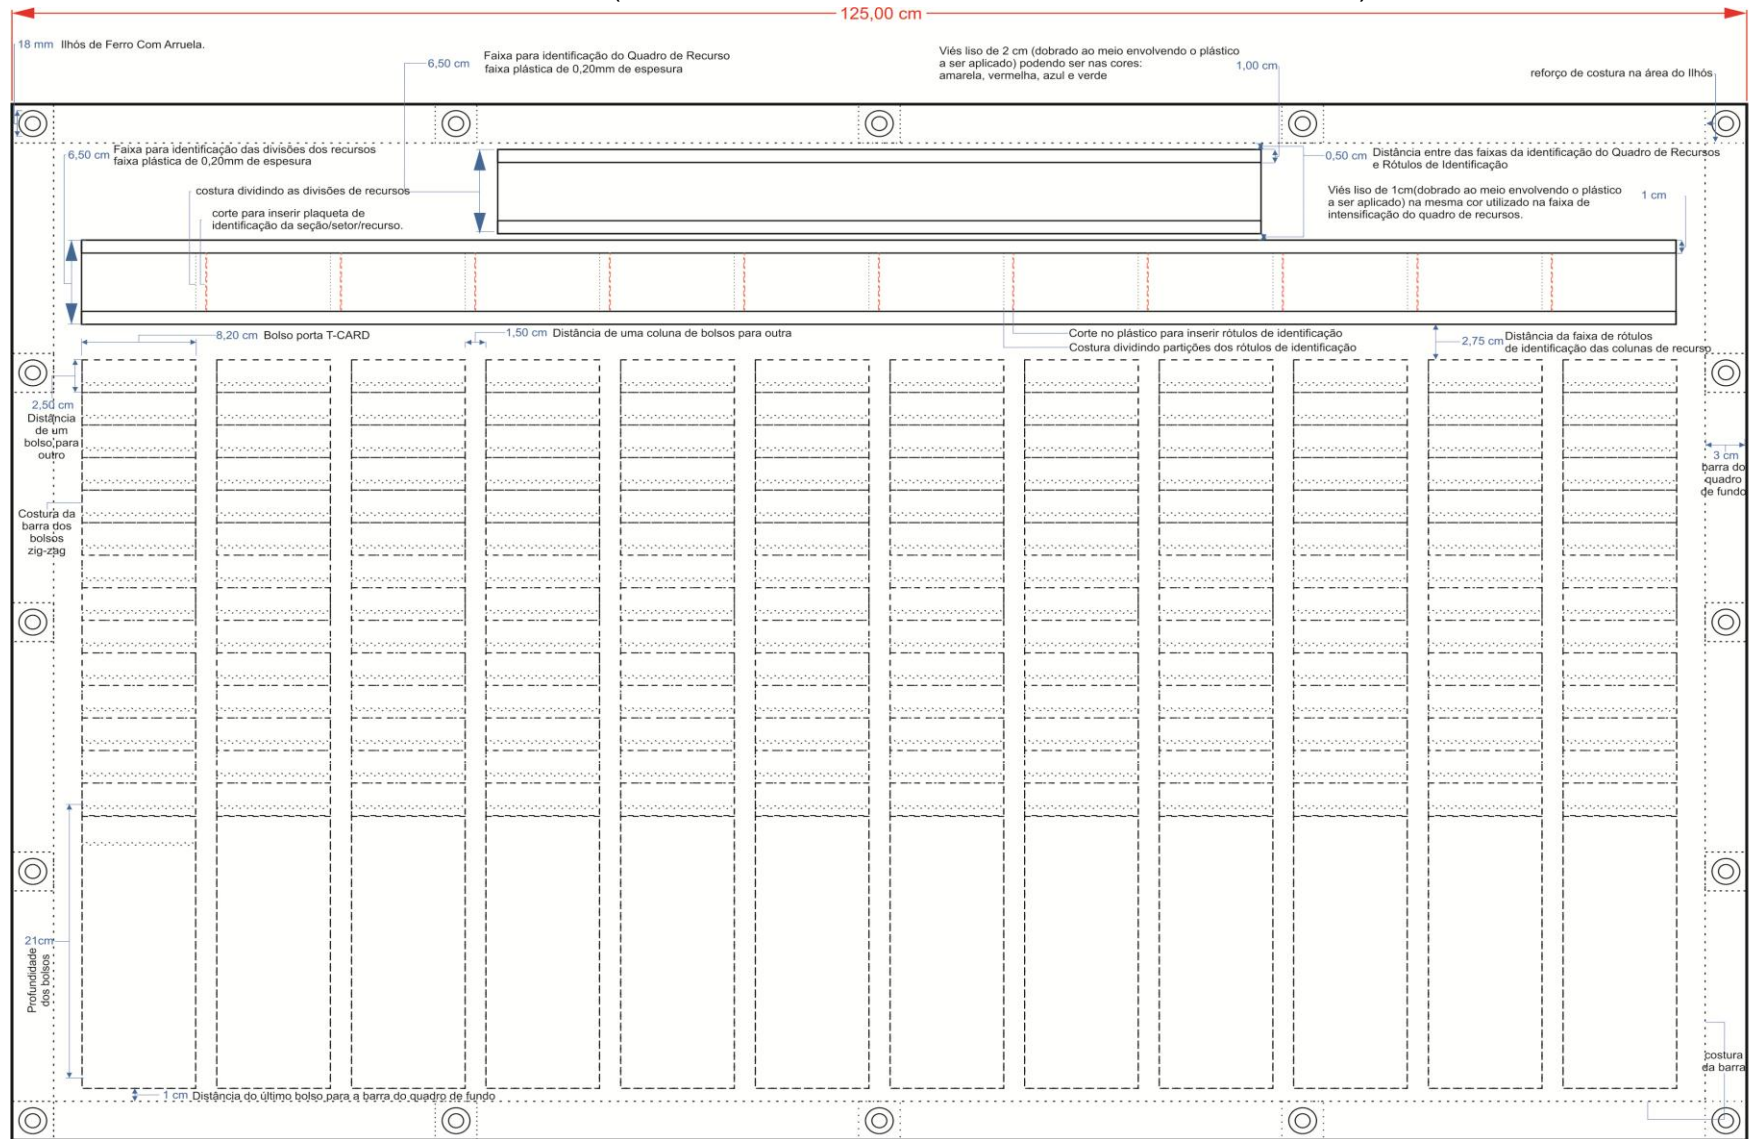 125,00 cm
18 mm Ilhós de Ferro Com Arruela.
6,50 cm
Faixa para identificação do Quadro de Recurso
faixa plástica de 0,20mm de espesura
Viés liso de 2 cm (dobrado ao meio envolvendo o plástico
a ser aplicado) podendo ser nas cores:
amarela, vermelha, azul e verde
1,00 cm
reforço de costura na área do Ilhós
6,50 cm
Faixa para identificação das divisões dos recursos
faixa plástica de 0,20mm de espesura
costura dividindo as divisões de recursos
corte para inserir plaqueta de
identificação da seção/setor/recurso.
0,50 cm
Distância entre das faixas da identificação do Quadro de Recursos
e Rótulos de Identificação
Viés liso de 1cm(dobrado ao meio envolvendo o plástico
a ser aplicado) na mesma cor utilizado na faixa de
intensificação do quadro de recursos.
1 cm
8,20 cm Bolso porta T-CARD
1,50 cm Distância de uma coluna de bolsos para outra
Corte no plástico para inserir rótulos de identificação
Costura dividindo partições dos rótulos de identificação
2,75 cm
Distância da faixa de rótulos
de identificação das colunas de recurso
2,50 cm
Distância
de um
bolso para
outro
3 cm
barra do
quadro
de fundo
Costura da
barra dos
bolsos
zig-zag
21cm
Profundidade
dos bolsos
costura
da barra
1 cm Distância do último bolso para a barra do quadro de fundo